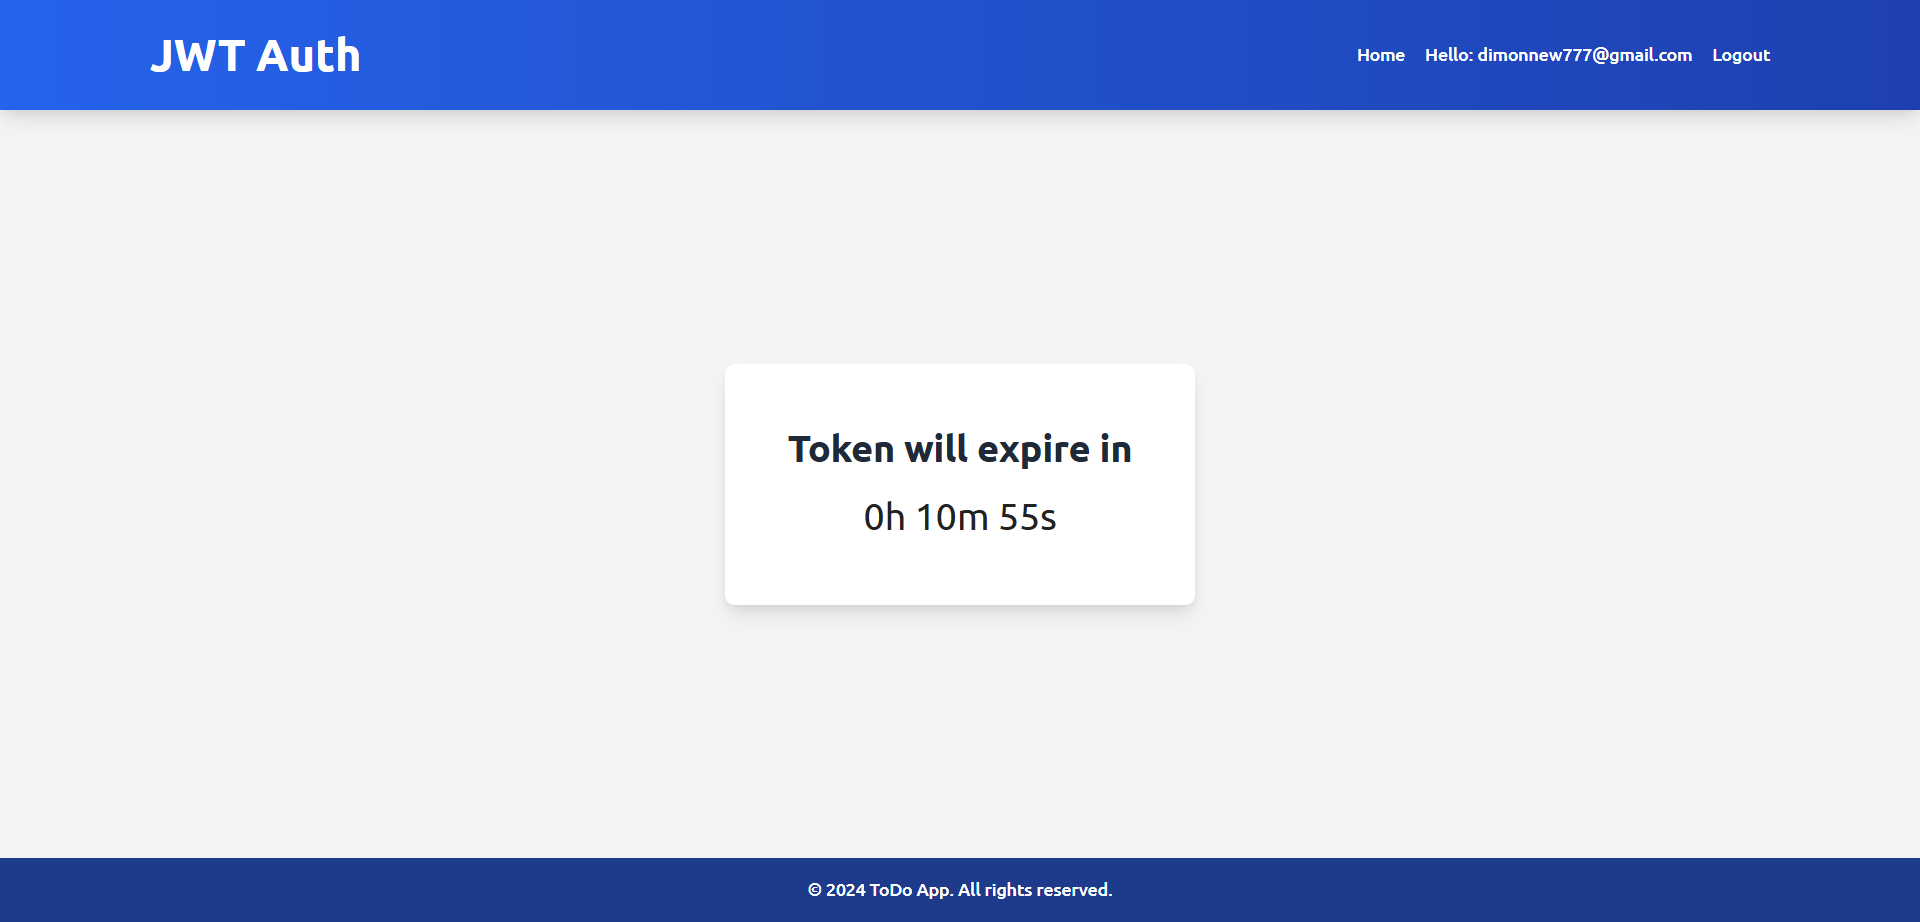 JWT Auth
Home Hello: dimonnew777@gmail.com Logout
Token will expire in
0h 10m 55s
© 2024 ToDo App. All rights reserved.